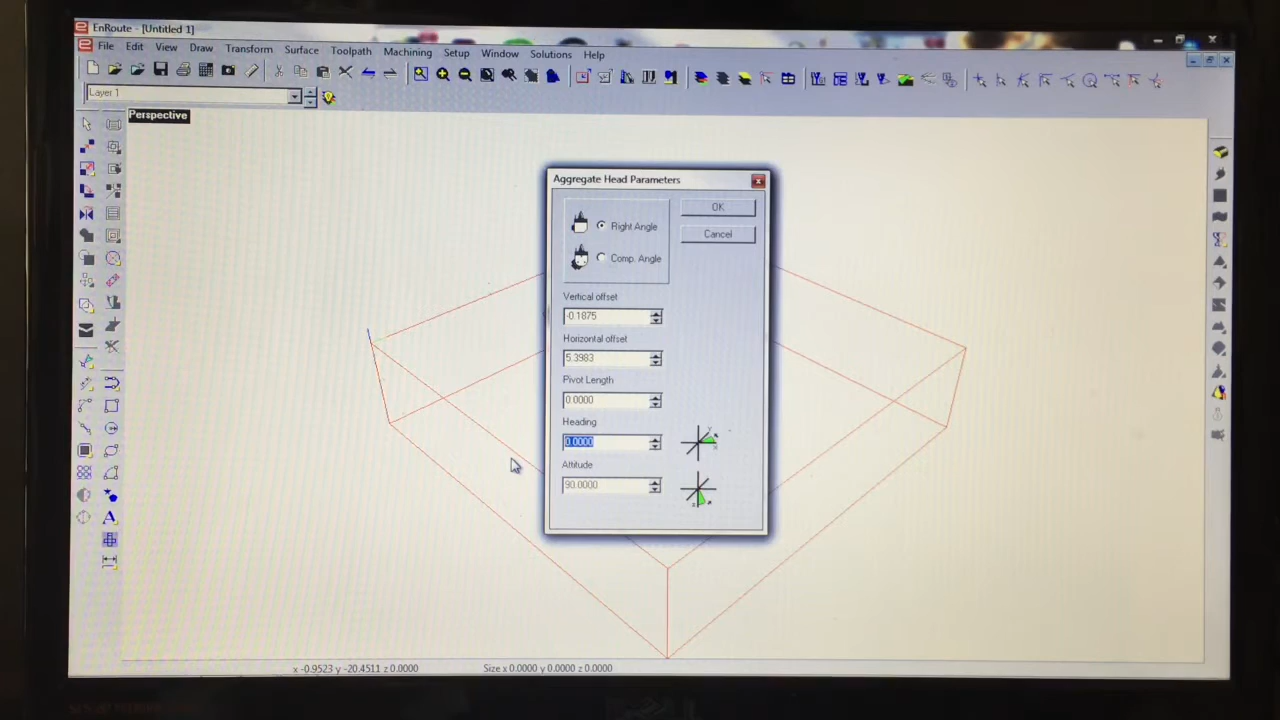 EnRoute - [Untitled 1]
File Edit View Draw Transform Surface Toolpath Machining Setup Window Solutions Help
Layer 1
Perspective
Aggregate Head Parameters
Right Angle
OK
Comp. Angle
Cancel
Vertical offset
-0.1875
Horizontal offset
5.3983
Pivot Length
0.0000
Heading
0.0000
Attitude
90.0000
x -0.9523 y -20.4511 z 0.0000 Size x 0.0000 y 0.0000 z 0.0000